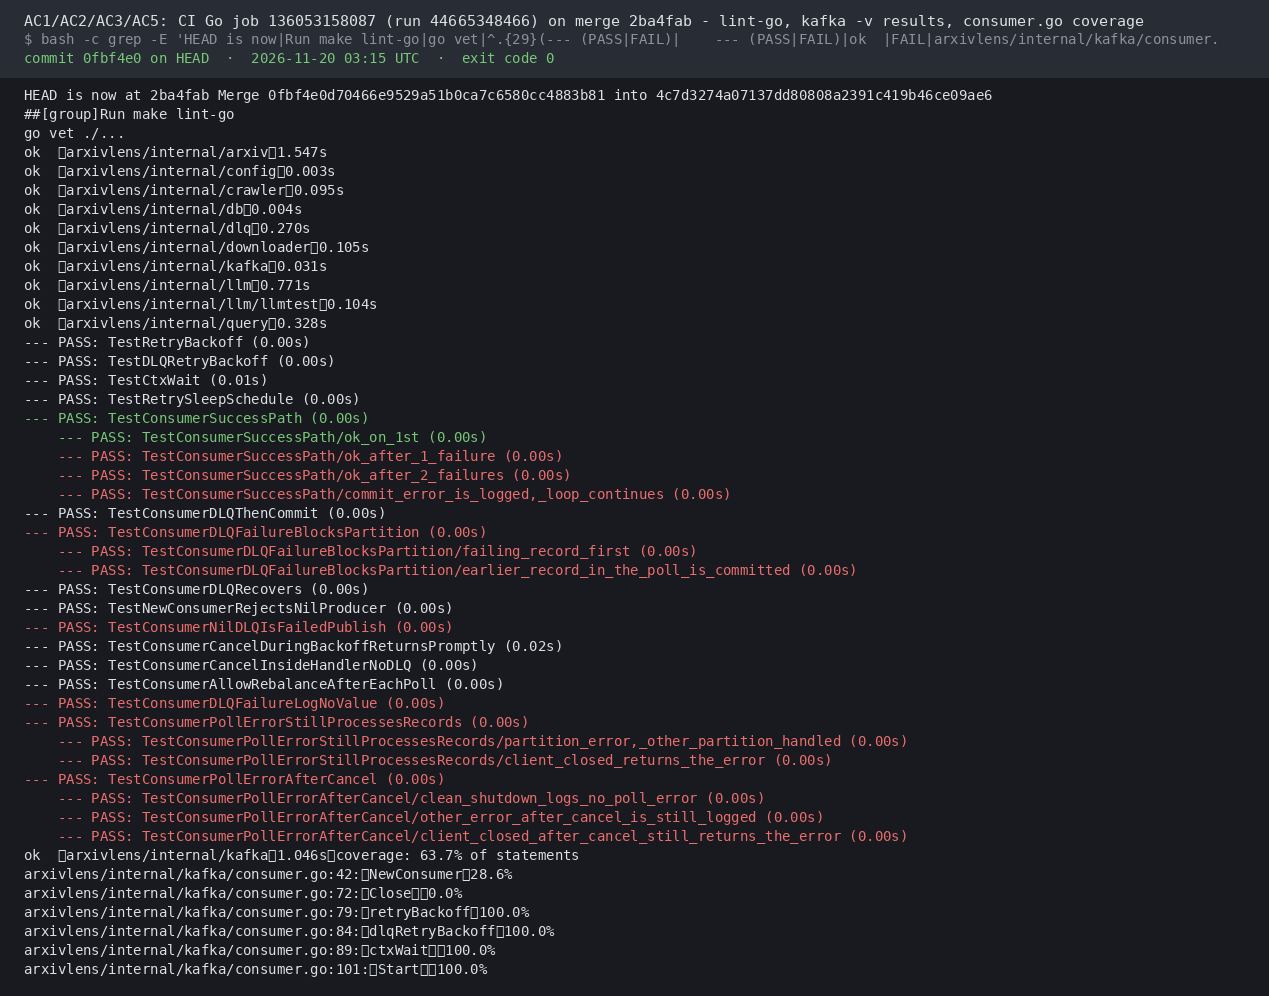 AC1/AC2/AC3/AC5: CI Go job 136053158087 (run 44665348466) on merge 2ba4fab - lint-go, kafka -v results, consumer.go coverage
$ bash -c grep -E 'HEAD is now|Run make lint-go|go vet|^.{29}(--- (PASS|FAIL)|    --- (PASS|FAIL)|ok  |FAIL|arxivlens/internal/kafka/consumer.
commit 0fbf4e0 on HEAD  ·  2026-11-20 03:15 UTC  ·  exit code 0
HEAD is now at 2ba4fab Merge 0fbf4e0d70466e9529a51b0ca7c6580cc4883b81 into 4c7d3274a07137dd80808a2391c419b46ce09ae6
##[group]Run make lint-go
go vet ./...
ok  □arxivlens/internal/arxiv□1.547s
ok  □arxivlens/internal/config□0.003s
ok  □arxivlens/internal/crawler□0.095s
ok  □arxivlens/internal/db□0.004s
ok  □arxivlens/internal/dlq□0.270s
ok  □arxivlens/internal/downloader□0.105s
ok  □arxivlens/internal/kafka□0.031s
ok  □arxivlens/internal/llm□0.771s
ok  □arxivlens/internal/llm/llmtest□0.104s
ok  □arxivlens/internal/query□0.328s
--- PASS: TestRetryBackoff (0.00s)
--- PASS: TestDLQRetryBackoff (0.00s)
--- PASS: TestCtxWait (0.01s)
--- PASS: TestRetrySleepSchedule (0.00s)
--- PASS: TestConsumerSuccessPath (0.00s)
    --- PASS: TestConsumerSuccessPath/ok_on_1st (0.00s)
    --- PASS: TestConsumerSuccessPath/ok_after_1_failure (0.00s)
    --- PASS: TestConsumerSuccessPath/ok_after_2_failures (0.00s)
    --- PASS: TestConsumerSuccessPath/commit_error_is_logged,_loop_continues (0.00s)
--- PASS: TestConsumerDLQThenCommit (0.00s)
--- PASS: TestConsumerDLQFailureBlocksPartition (0.00s)
    --- PASS: TestConsumerDLQFailureBlocksPartition/failing_record_first (0.00s)
    --- PASS: TestConsumerDLQFailureBlocksPartition/earlier_record_in_the_poll_is_committed (0.00s)
--- PASS: TestConsumerDLQRecovers (0.00s)
--- PASS: TestNewConsumerRejectsNilProducer (0.00s)
--- PASS: TestConsumerNilDLQIsFailedPublish (0.00s)
--- PASS: TestConsumerCancelDuringBackoffReturnsPromptly (0.02s)
--- PASS: TestConsumerCancelInsideHandlerNoDLQ (0.00s)
--- PASS: TestConsumerAllowRebalanceAfterEachPoll (0.00s)
--- PASS: TestConsumerDLQFailureLogNoValue (0.00s)
--- PASS: TestConsumerPollErrorStillProcessesRecords (0.00s)
    --- PASS: TestConsumerPollErrorStillProcessesRecords/partition_error,_other_partition_handled (0.00s)
    --- PASS: TestConsumerPollErrorStillProcessesRecords/client_closed_returns_the_error (0.00s)
--- PASS: TestConsumerPollErrorAfterCancel (0.00s)
    --- PASS: TestConsumerPollErrorAfterCancel/clean_shutdown_logs_no_poll_error (0.00s)
    --- PASS: TestConsumerPollErrorAfterCancel/other_error_after_cancel_is_still_logged (0.00s)
    --- PASS: TestConsumerPollErrorAfterCancel/client_closed_after_cancel_still_returns_the_error (0.00s)
ok  □arxivlens/internal/kafka□1.046s□coverage: 63.7% of statements
arxivlens/internal/kafka/consumer.go:42:□NewConsumer□28.6%
arxivlens/internal/kafka/consumer.go:72:□Close□□0.0%
arxivlens/internal/kafka/consumer.go:79:□retryBackoff□100.0%
arxivlens/internal/kafka/consumer.go:84:□dlqRetryBackoff□100.0%
arxivlens/internal/kafka/consumer.go:89:□ctxWait□□100.0%
arxivlens/internal/kafka/consumer.go:101:□Start□□100.0%